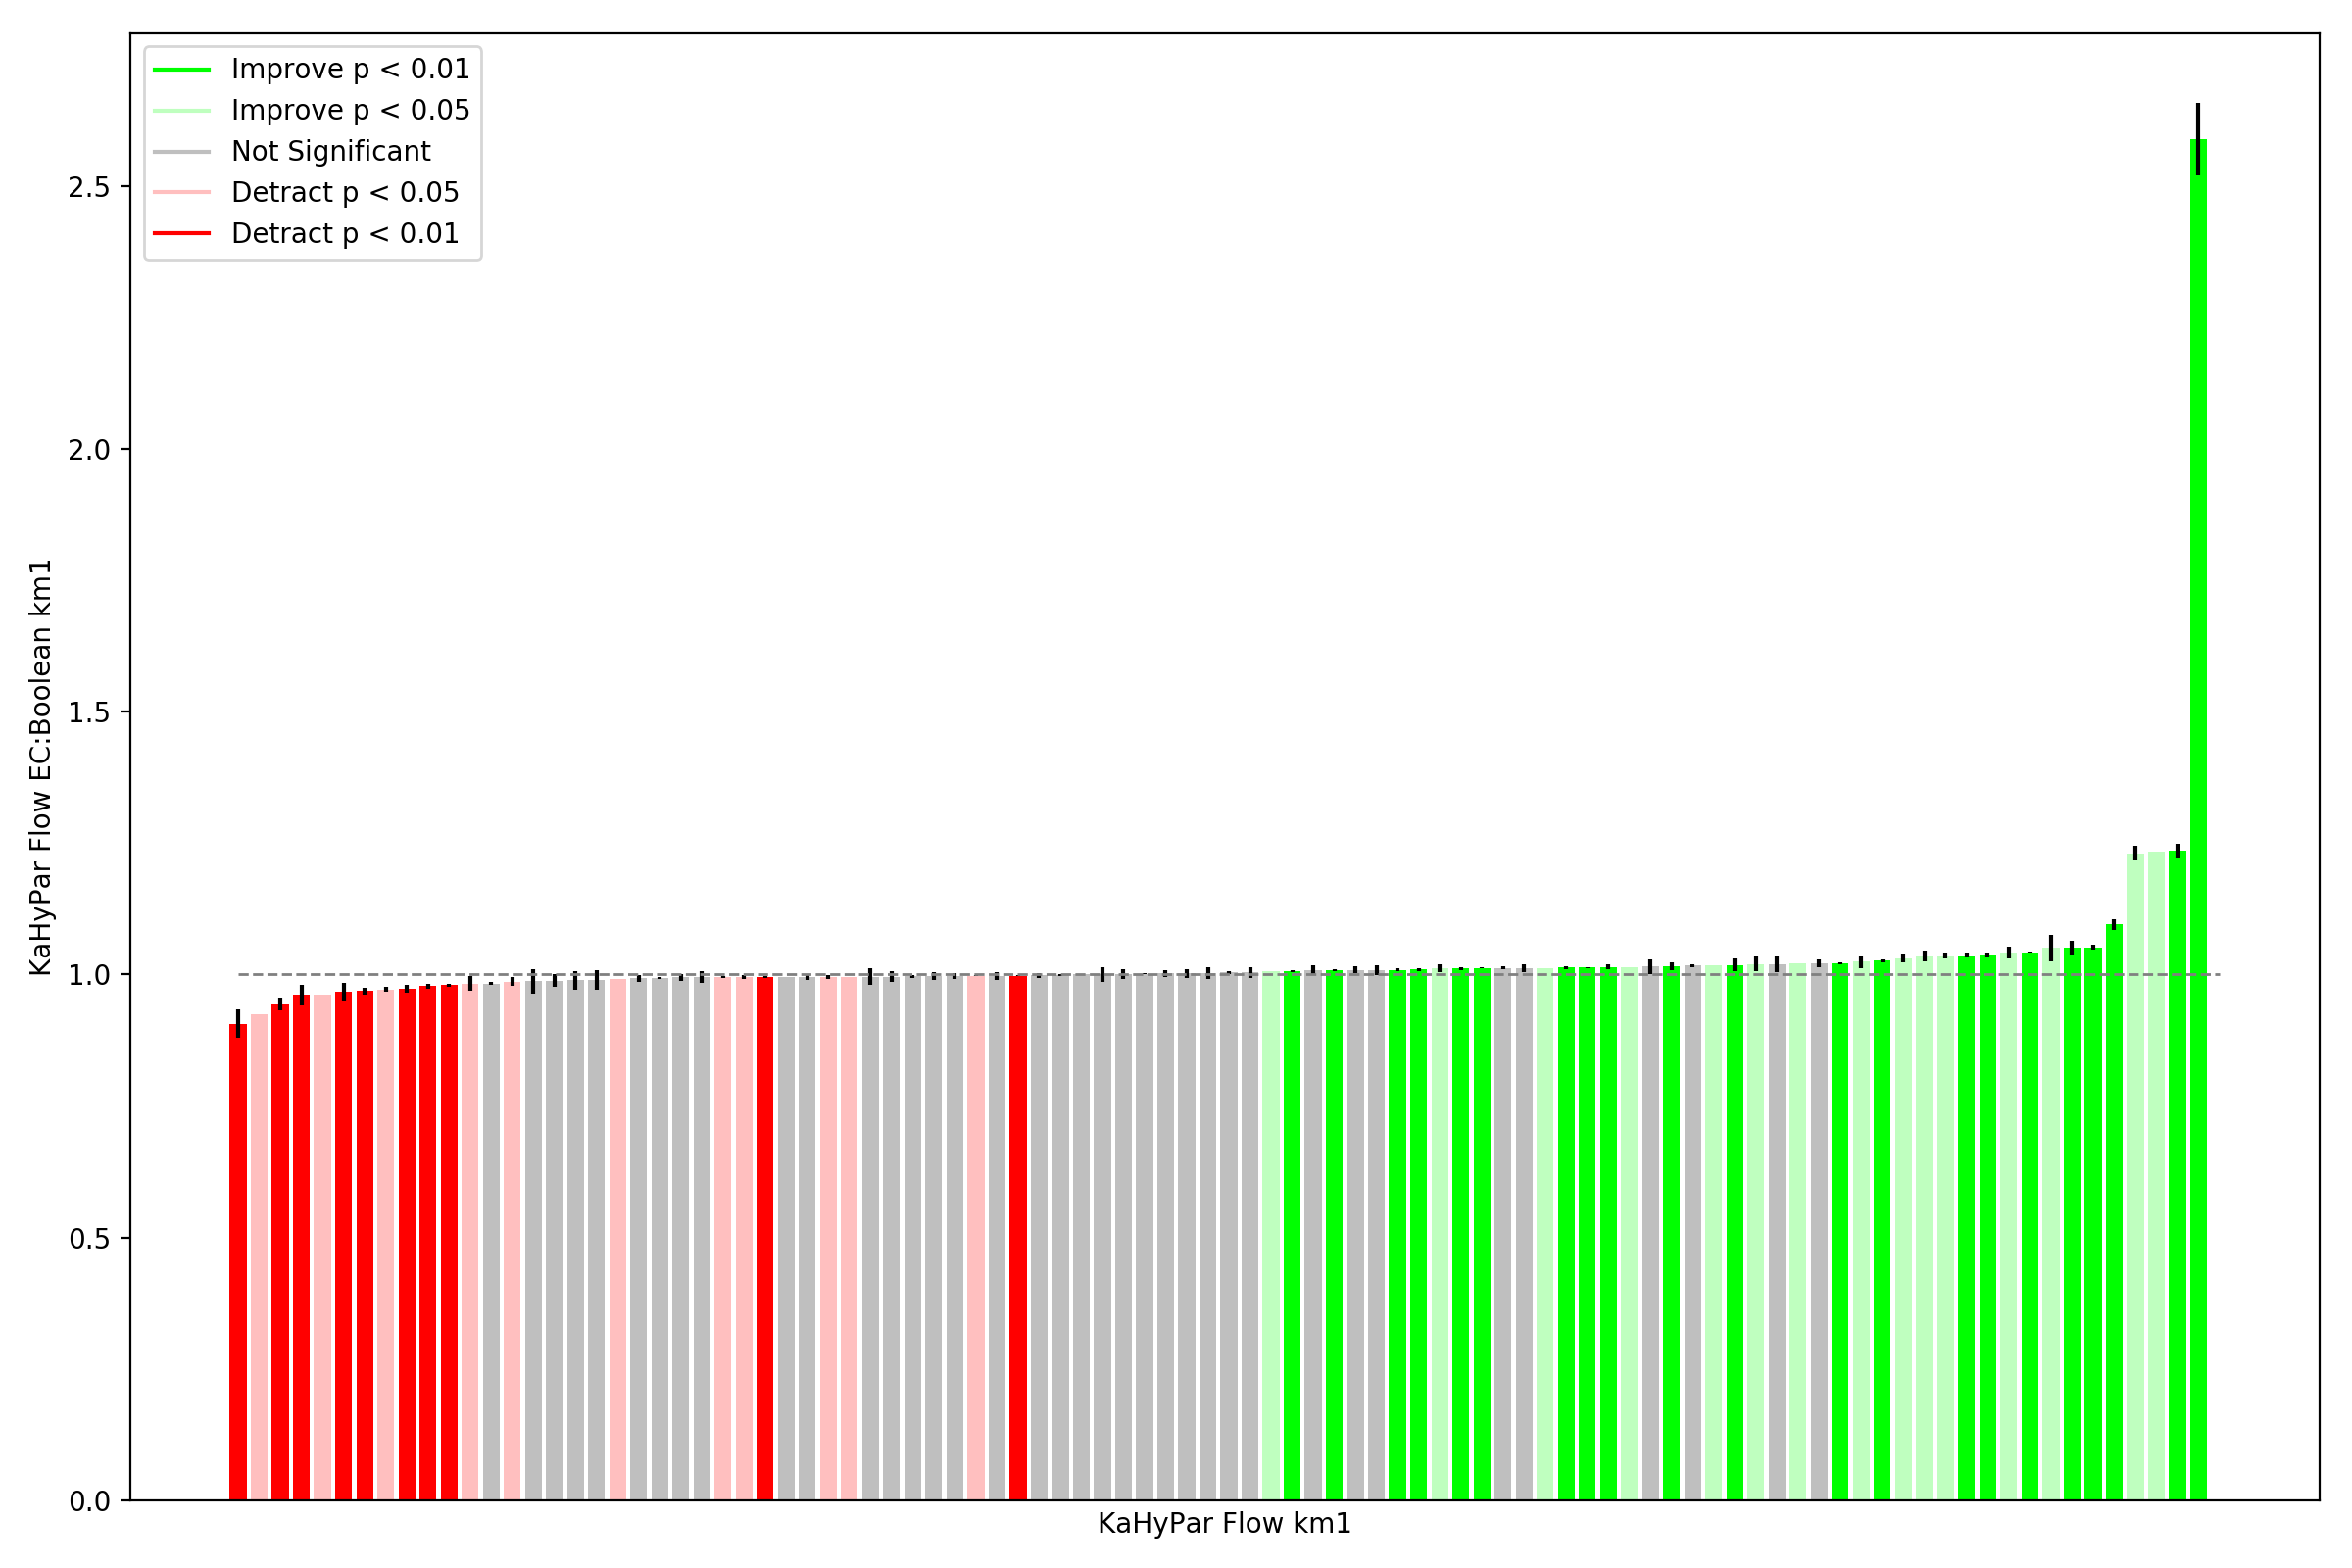 Improve p < 0.01
Improve p < 0.05
Not Significant
Detract p < 0.05
Detract p < 0.01
2.5
2.0
1.5
1.0
0.5
0.0
KaHyPar Flow EC:Boolean km1
KaHyPar Flow km1